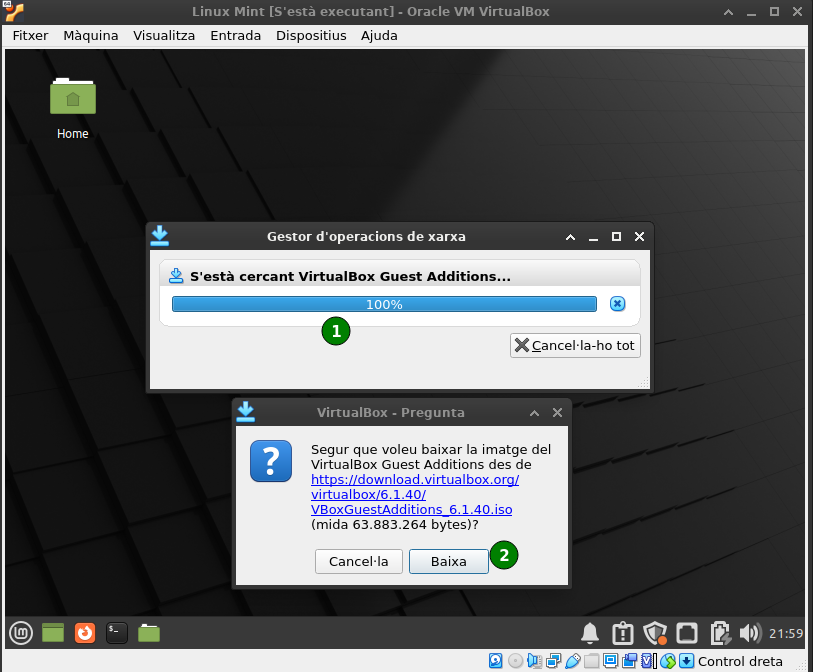 Linux Mint [S'està executant] - Oracle VM VirtualBox
Fitxer Màquina Visualitza Entrada Dispositius Ajuda
Home
Gestor d'operacions de xarxa
S'està cercant VirtualBox Guest Additions...
100%
1
Cancel·la-ho tot
VirtualBox - Pregunta
Segur que voleu baixar la imatge del
VirtualBox Guest Additions des de
https://download.virtualbox.org/
virtualbox/6.1.40/
VBoxGuestAdditions_6.1.40.iso
(mida 63.883.264 bytes)?
Cancel·la Baixa
2
21:59
Control dreta